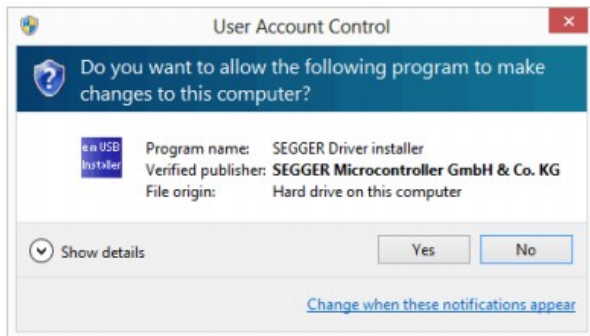 User Account Control
Do you want to allow the following program to make
changes to this computer?
en USB
Installer
Program name: SEGGER Driver installer
Verified publisher: SEGGER Microcontroller GmbH & Co. KG
File origin: Hard drive on this computer
Show details
Yes
No
Change when these notifications appear